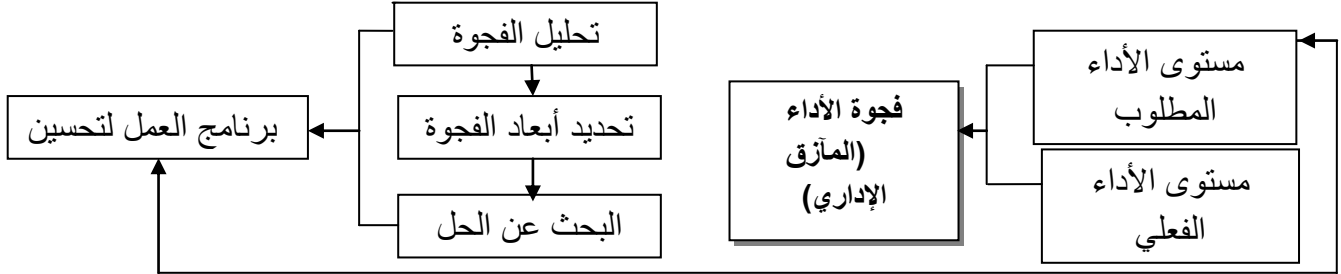 مستوى الأداء
المطلوب
مستوى الأداء
الفعلي
فجوة الأداء
(المآزق
الإداري)
تحليل الفجوة
تحديد أبعاد الفجوة
البحث عن الحل
برنامج العمل لتحسين